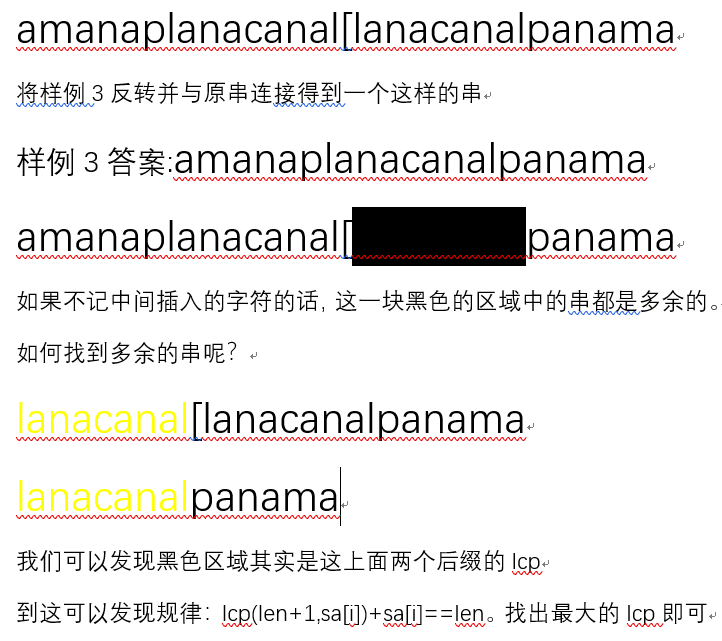 amanaplanacanal[lanacanalpanama
将样例 3 反转并与原串连接得到一个这样的串
样例 3 答案:amanaplanacanalpanama
amanaplanacanal[panama
如果不记中间插入的字符的话, 这一块黑色的区域中的串都是多余的。
如何找到多余的串呢?
lanacanal[lanacanalpanama
lanacanalpanama
我们可以发现黑色区域其实是这上面两个后缀的 lcp
到这可以发现规律: lcp(len+1,sa[i])+sa[i]==len。找出最大的 lcp 即可